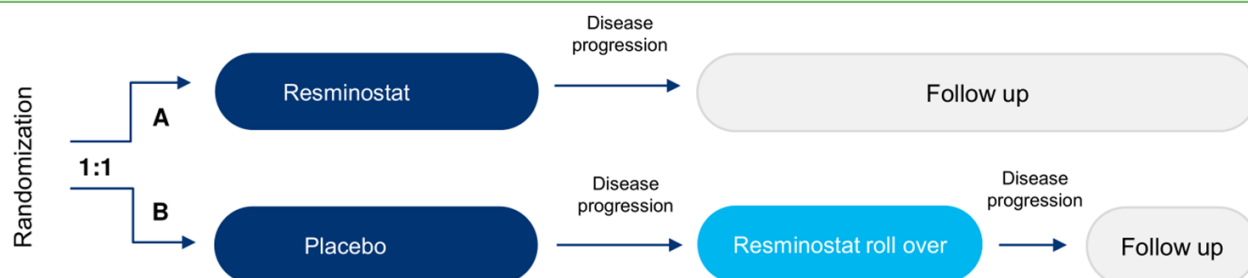 Randomization
1:1
A
Resminostat
Disease
progression
Follow up
B
Placebo
Disease
progression
Resminostat roll over
Disease
progression
Follow up